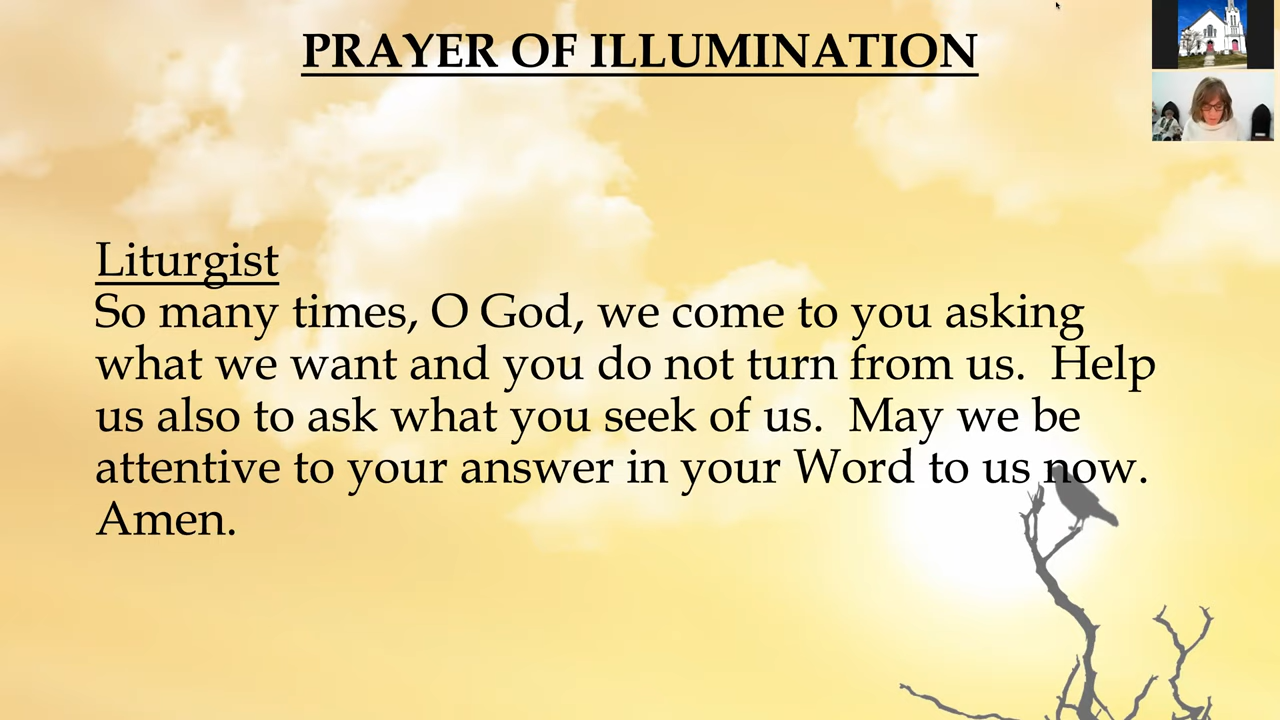 PRAYER OF ILLUMINATION
Liturgist
So many times, O God, we come to you asking
what we want and you do not turn from us.  Help
us also to ask what you seek of us.  May we be
attentive to your answer in your Word to us now.
Amen.